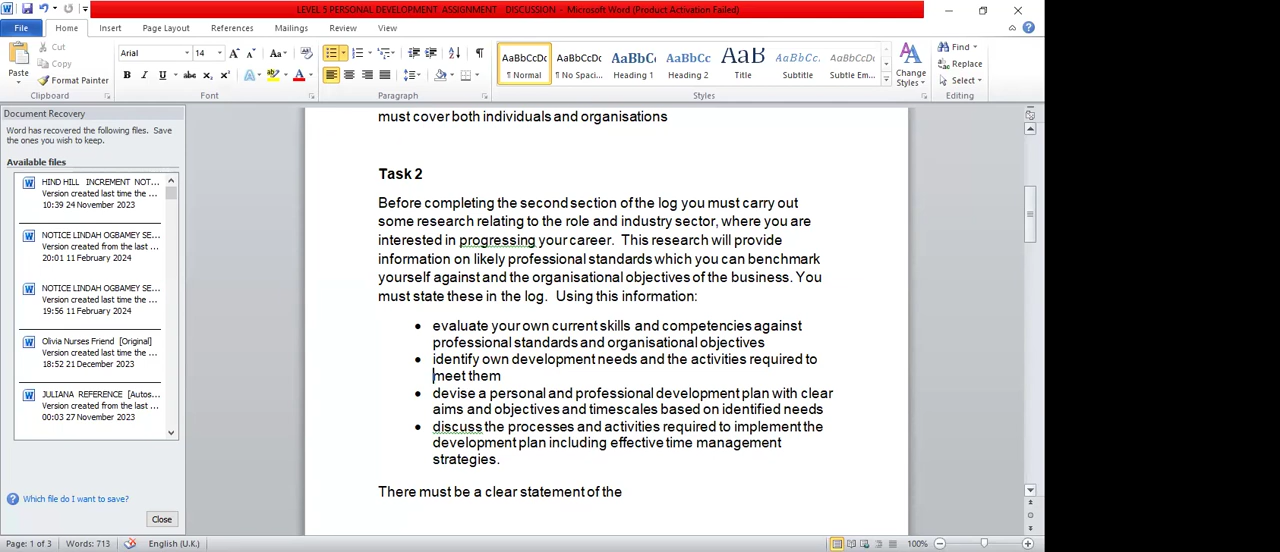 LEVEL 5 PERSONAL DEVELOPMENT ASSIGNMENT DISCUSSION - Microsoft Word (Product Activation Failed)
File Home Insert Page Layout References Mailings Review View
Paste
Cut
Copy
Format Painter
Clipboard
Arial 14
Font
Paragraph
AaBbCcDc AaBbCcDc AaBbCc AaBbCc AaB AaBbCc. AaBbCcDc
¶ Normal ¶ No Spaci... Heading 1 Heading 2 Title Subtitle Subtle Em...
Change
Styles
Styles
Find
Replace
Select
Editing
Document Recovery
Word has recovered the following files. Save
the ones you wish to keep.
Available files
HIND HILL INCREMENT NOT...
Version created last time the ...
10:39 24 November 2023
NOTICE LINDAH OGBAMEY SE...
Version created from the last ...
20:01 11 February 2024
NOTICE LINDAH OGBAMEY SE...
Version created last time the ...
19:56 11 February 2024
Olivia Nurses Friend [Original]
Version created last time the ...
18:52 21 December 2023
JULIANA REFERENCE [Autos...
Version created from the last ...
00:03 27 November 2023
Which file do I want to save?
Close
must cover both individuals and organisations
Task 2
Before completing the second section of the log you must carry out
some research relating to the role and industry sector, where you are
interested in progressing your career. This research will provide
information on likely professional standards which you can benchmark
yourself against and the organisational objectives of the business. You
must state these in the log. Using this information:
• evaluate your own current skills and competencies against
professional standards and organisational objectives
• identify own development needs and the activities required to
meet them
• devise a personal and professional development plan with clear
aims and objectives and timescales based on identified needs
• discuss the processes and activities required to implement the
development plan including effective time management
strategies.
There must be a clear statement of the
Page: 1 of 3 Words: 713 English (U.K.) 100%